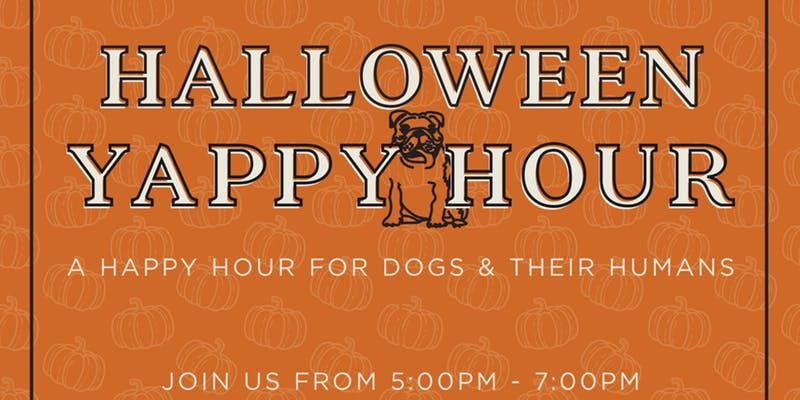 HALLOWEEN
YAPPY HOUR
A HAPPY HOUR FOR DOGS & THEIR HUMANS
JOIN US FROM 5:00PM - 7:00PM